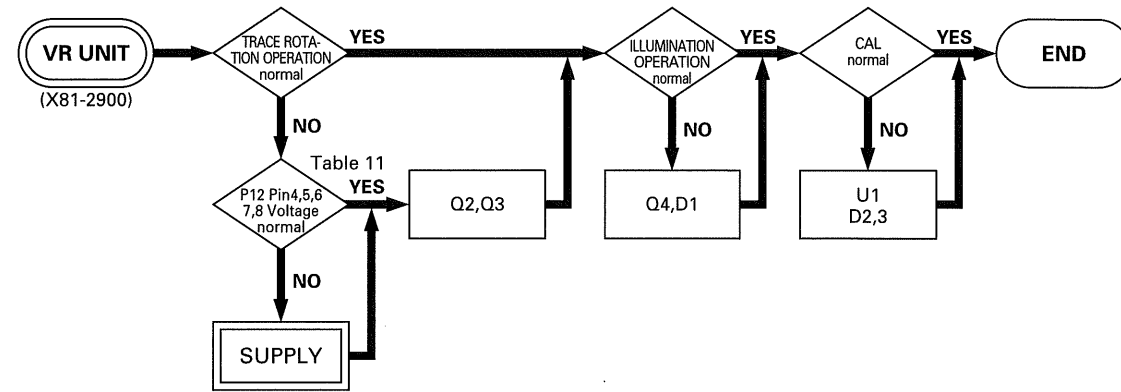 VR UNIT
(X81-2900)
TRACE ROTA-
TION OPERATION
normal
YES
NO
Table 11
P12 Pin4,5,6
7,8 Voltage
normal
YES
NO
SUPPLY
Q2,Q3
ILLUMINATION
OPERATION
normal
YES
NO
Q4,D1
CAL
normal
YES
NO
U1
D2,3
END